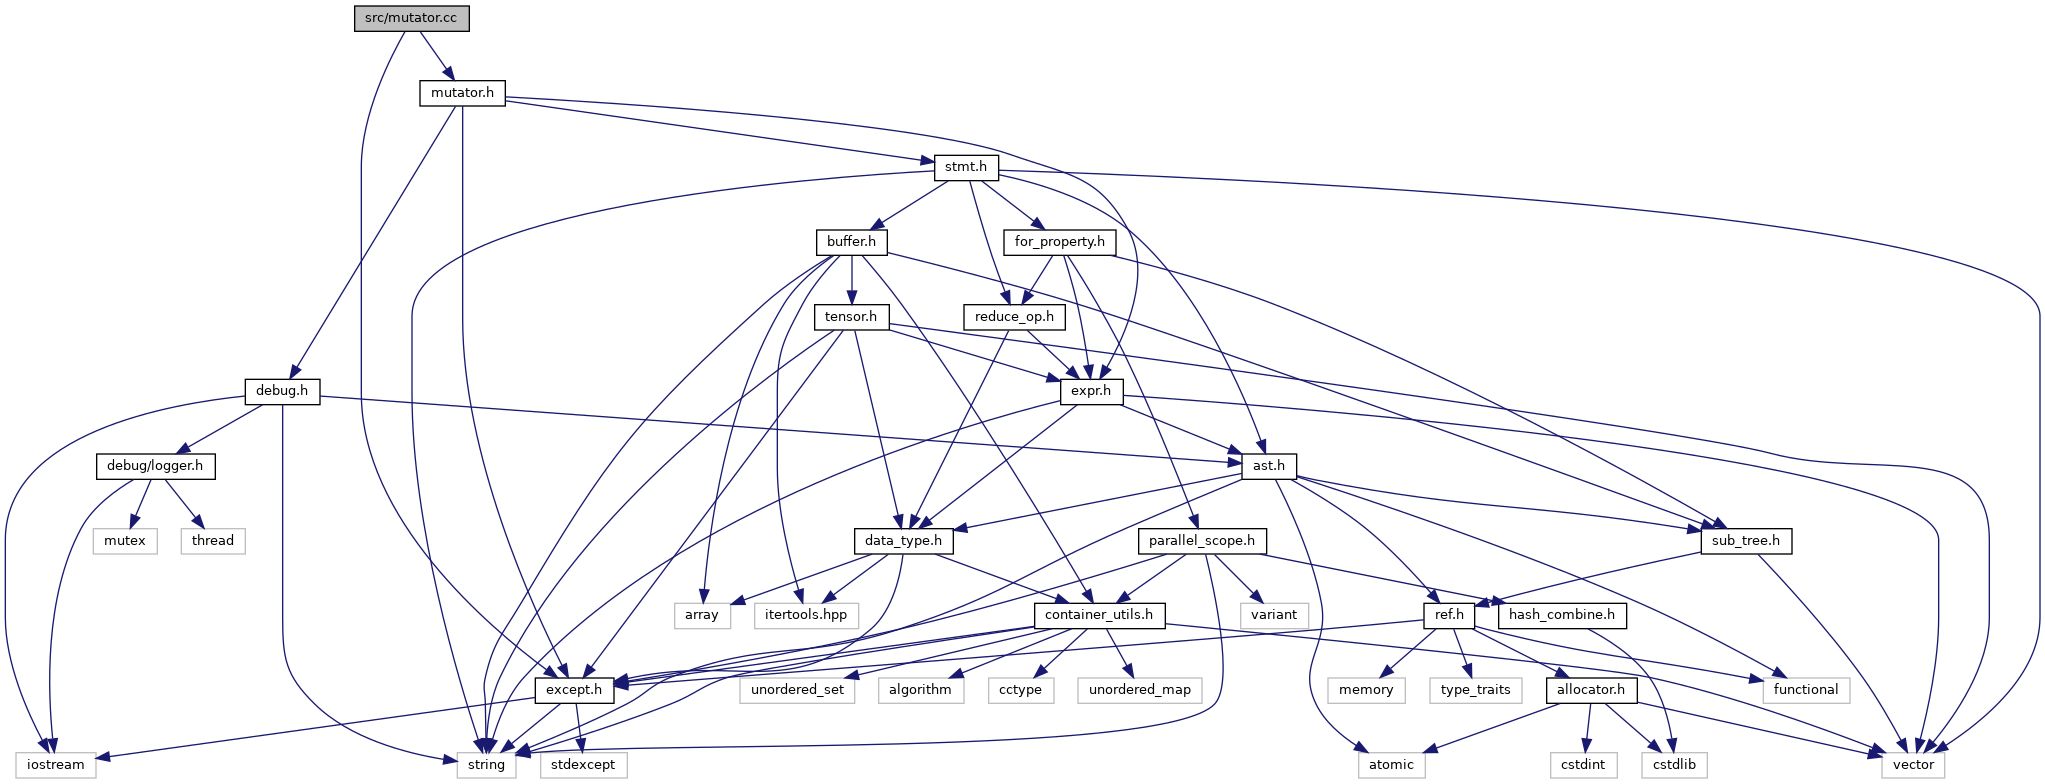 src/mutator.cc
mutator.h
stmt.h
buffer.h
for_property.h
tensor.h
reduce_op.h
debug.h
expr.h
debug/logger.h
ast.h
mutex
thread
data_type.h
parallel_scope.h
sub_tree.h
array
itertools.hpp
container_utils.h
variant
ref.h
hash_combine.h
except.h
unordered_set
algorithm
cctype
unordered_map
memory
type_traits
allocator.h
functional
iostream
string
stdexcept
atomic
cstdint
cstdlib
vector